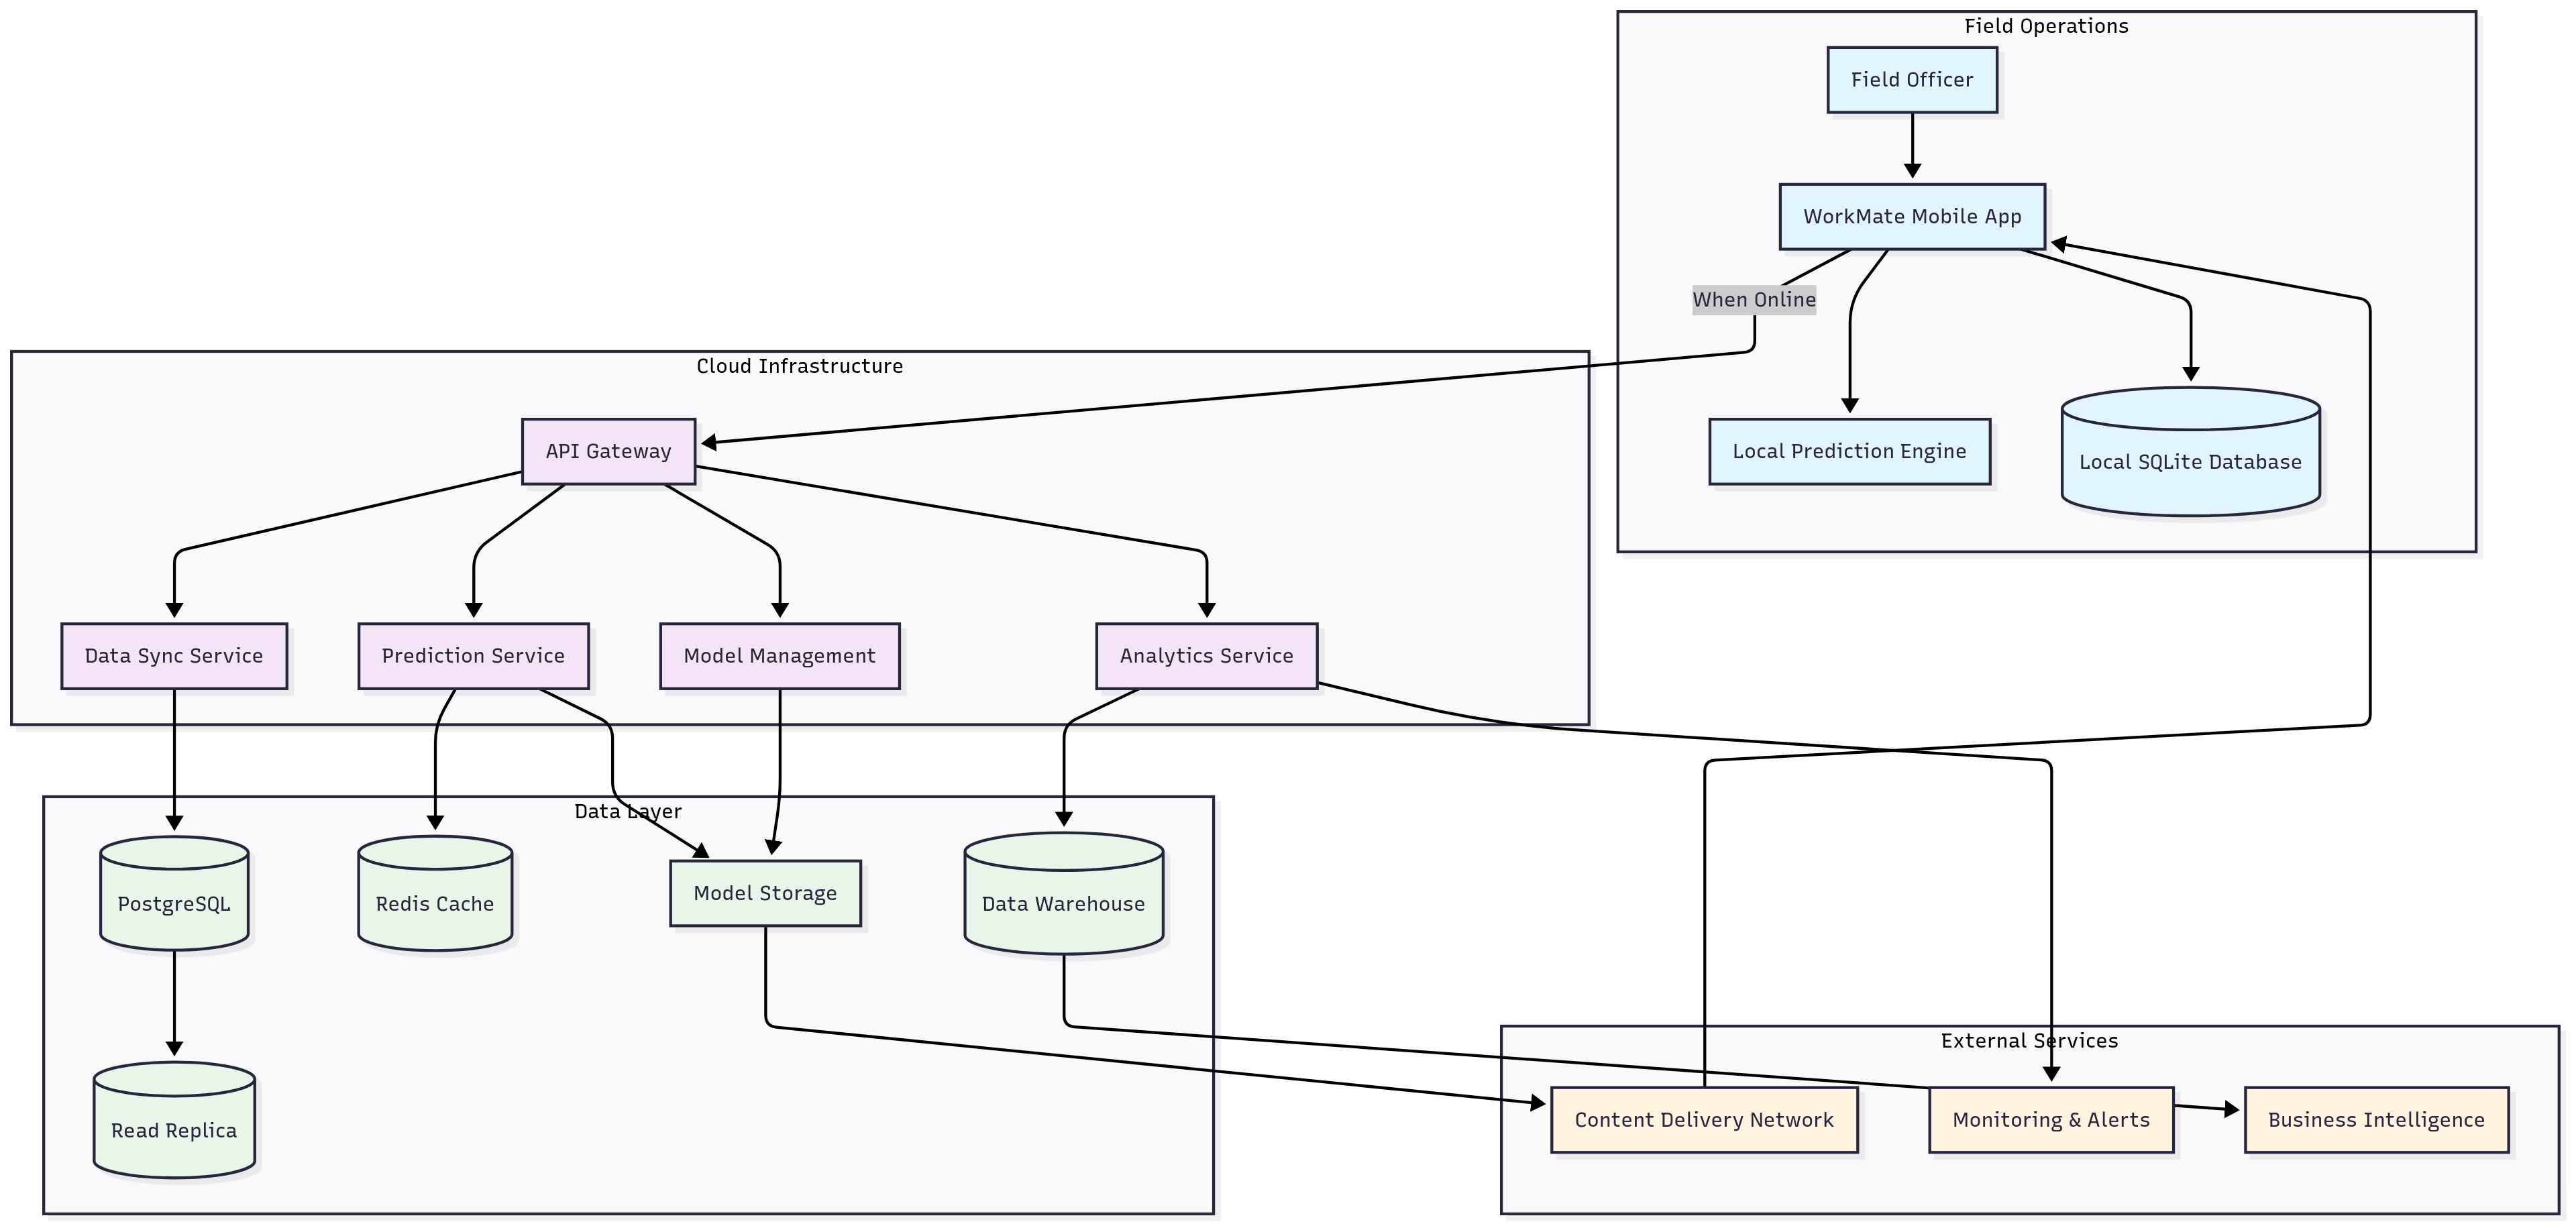 Field Operations
Field Officer
WorkMate Mobile App
When Online
Local Prediction Engine
Local SQLite Database
Cloud Infrastructure
API Gateway
Data Sync Service
Prediction Service
Model Management
Analytics Service
Data Layer
PostgreSQL
Redis Cache
Model Storage
Data Warehouse
Read Replica
External Services
Content Delivery Network
Monitoring & Alerts
Business Intelligence